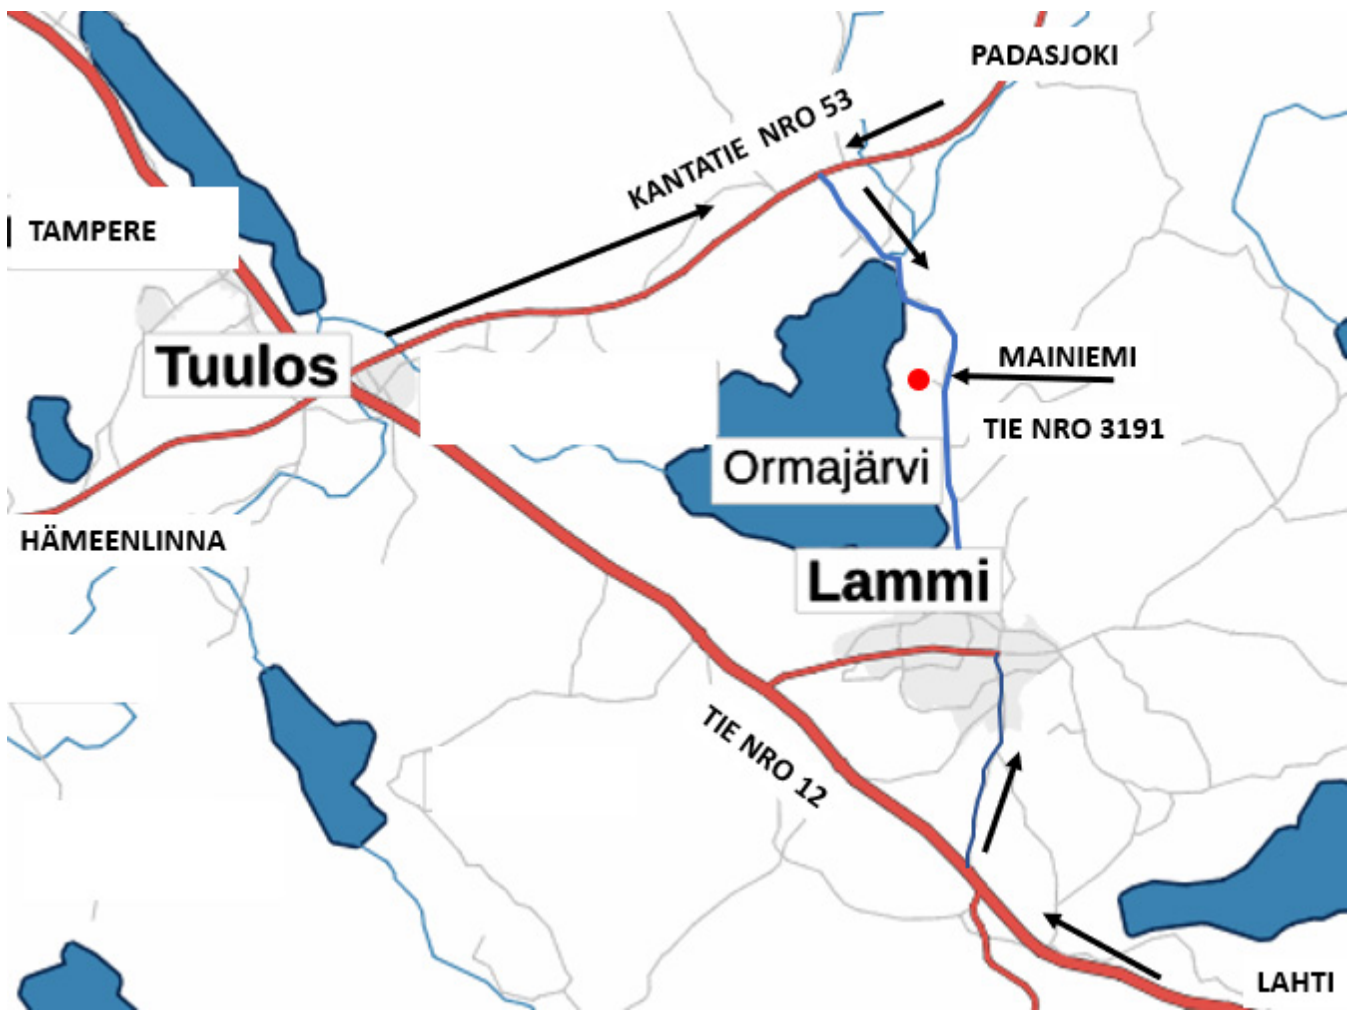 PADASJOKI
KANTATIE NRO 53
TAMPERE
Tuulos
MAINIEMI
TIE NRO 3191
Ormajärvi
HÄMEENLINNA
Lammi
TIE NRO 12
LAHTI